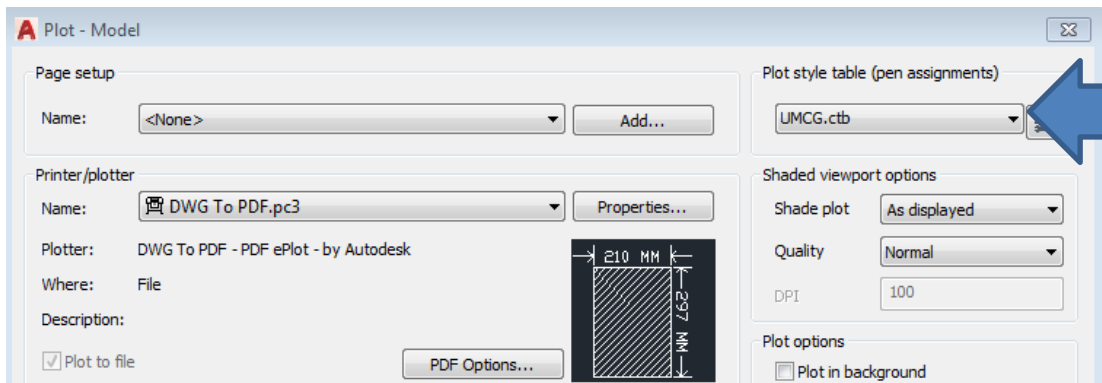 Plot - Model
Page setup
Name: <None> Add...
Plot style table (pen assignments)
UMCG.ctb
Printer/plotter
Name: DWG To PDF.pc3 Properties...
Plotter: DWG To PDF - PDF ePlot - by Autodesk
Where: File
Description:
Plot to file
PDF Options...
210 MM
297 MM
Shaded viewport options
Shade plot As displayed
Quality Normal
DPI 100
Plot options
Plot in background